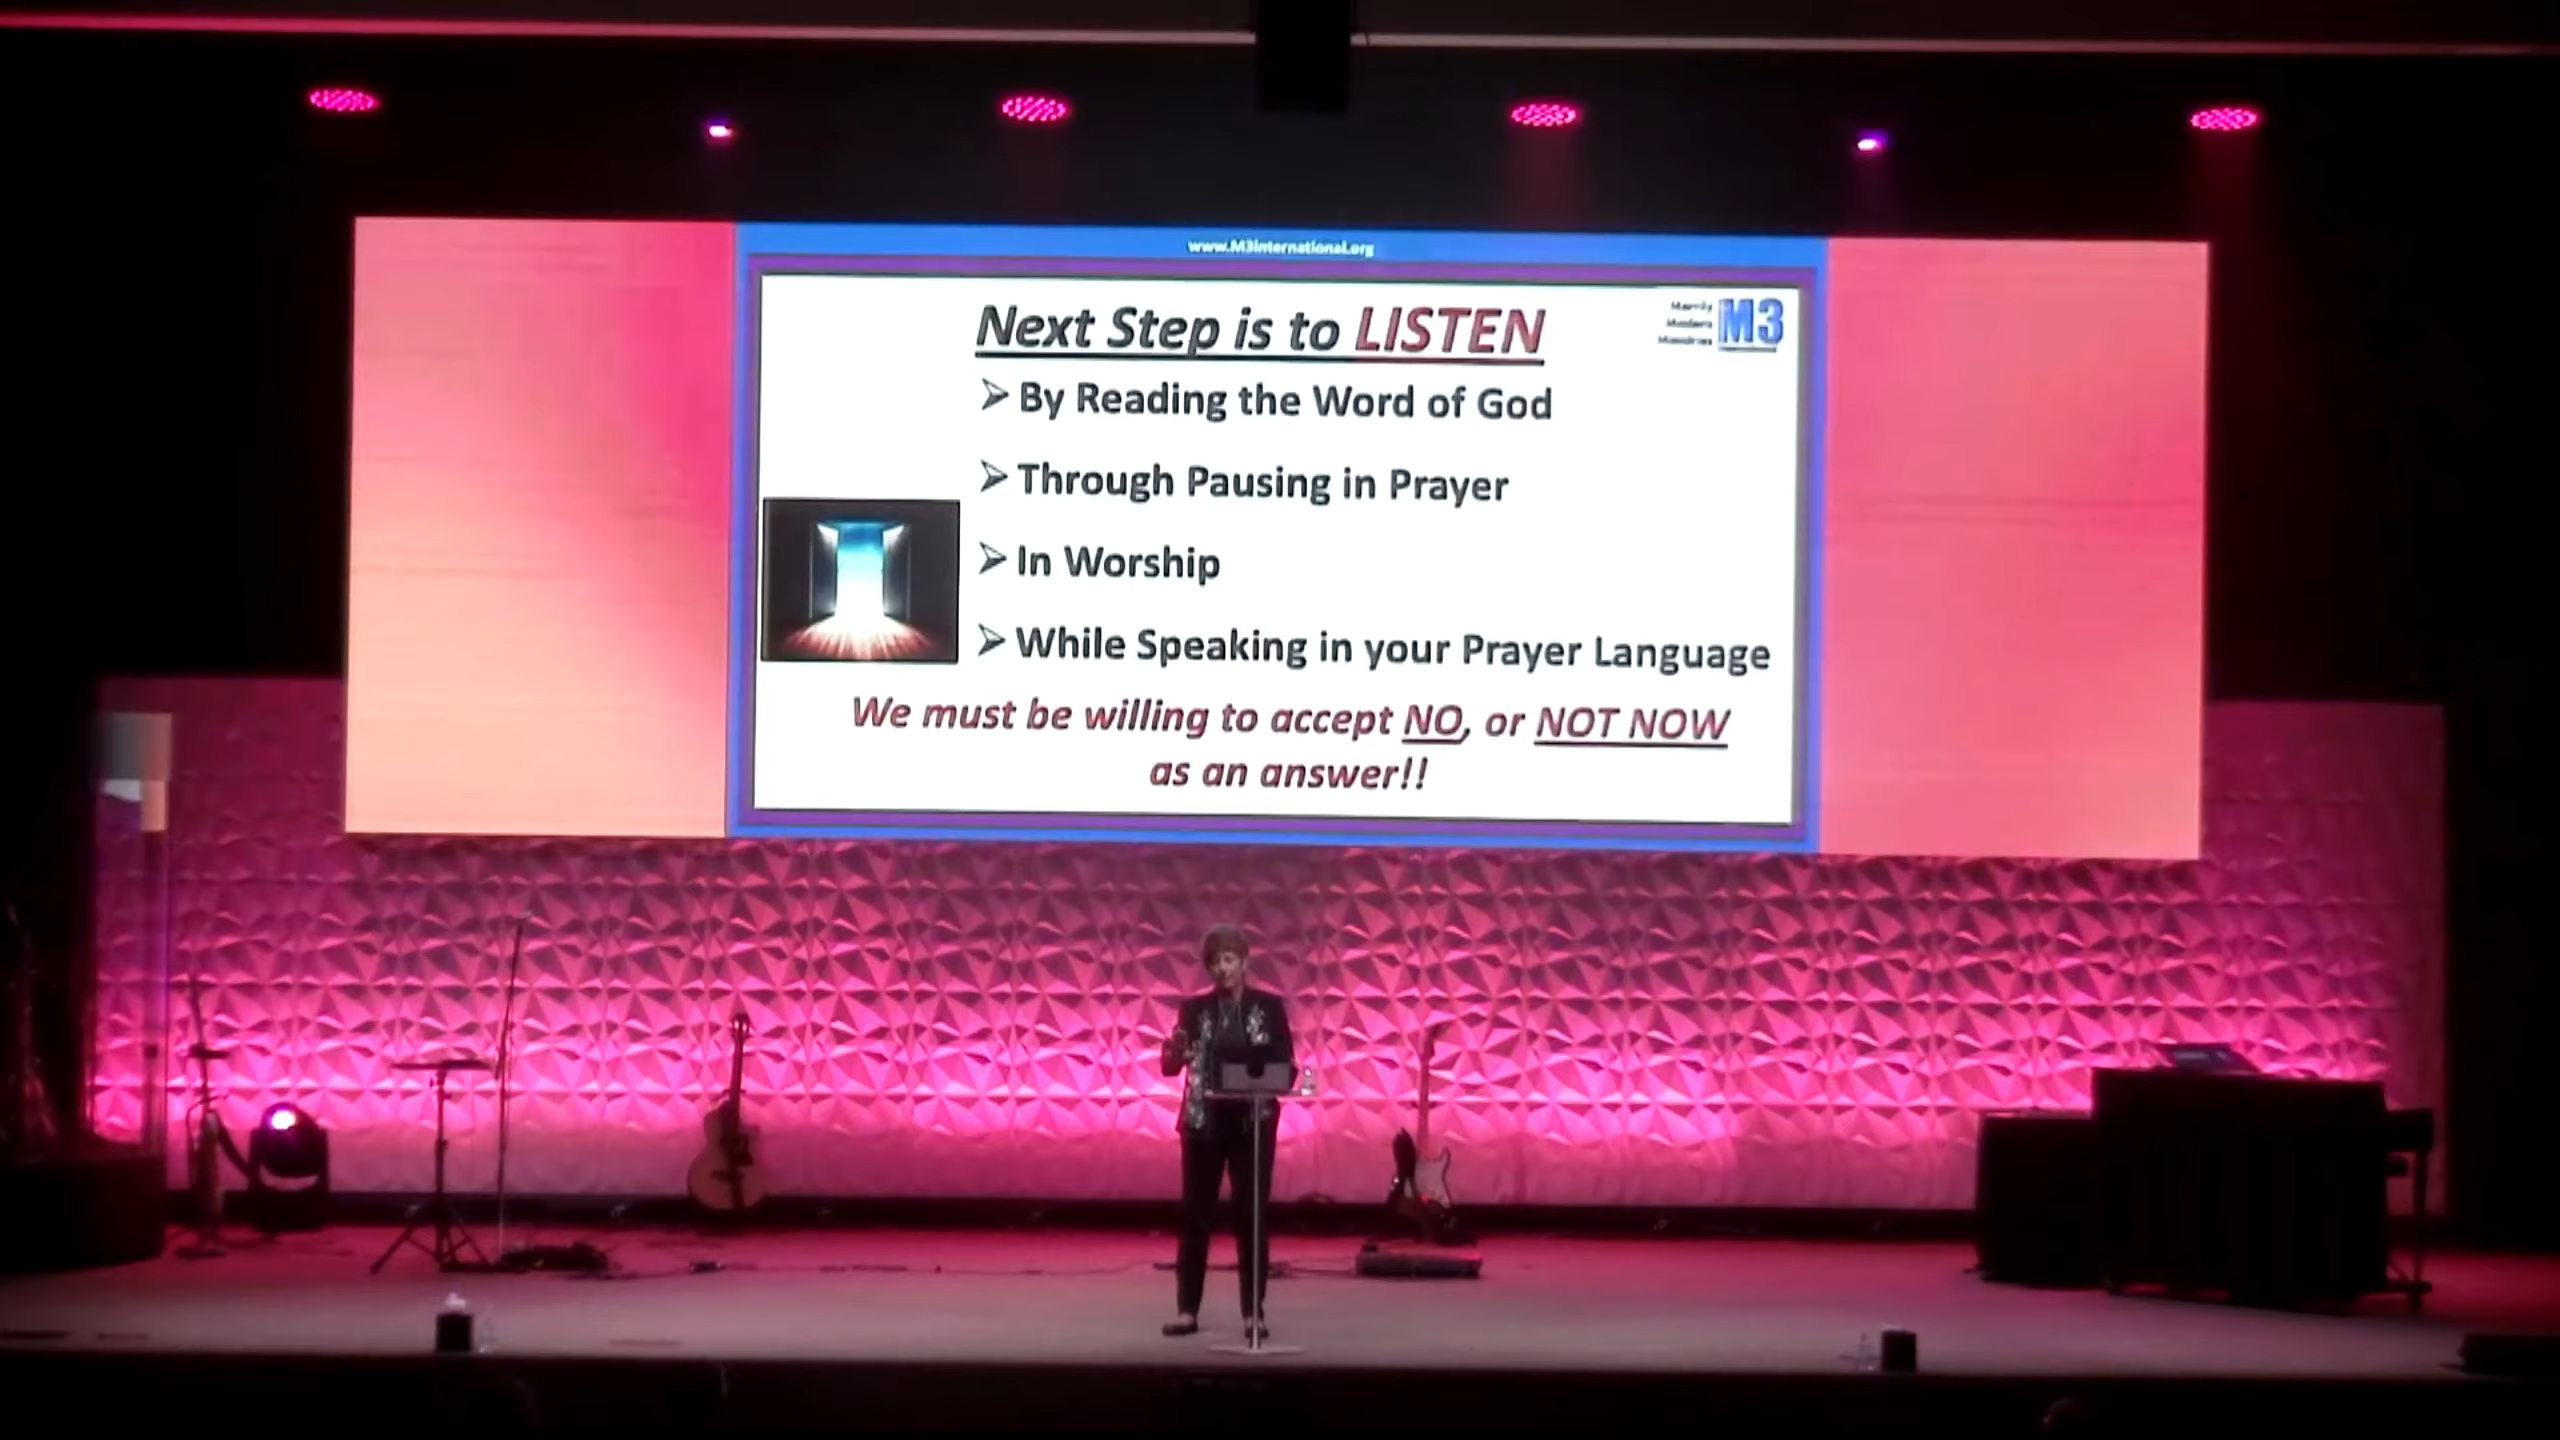 www.M3international.org
Next Step is to LISTEN
M3
➢ By Reading the Word of God
➢ Through Pausing in Prayer
➢ In Worship
➢ While Speaking in your Prayer Language
We must be willing to accept NO, or NOT NOW
as an answer!!